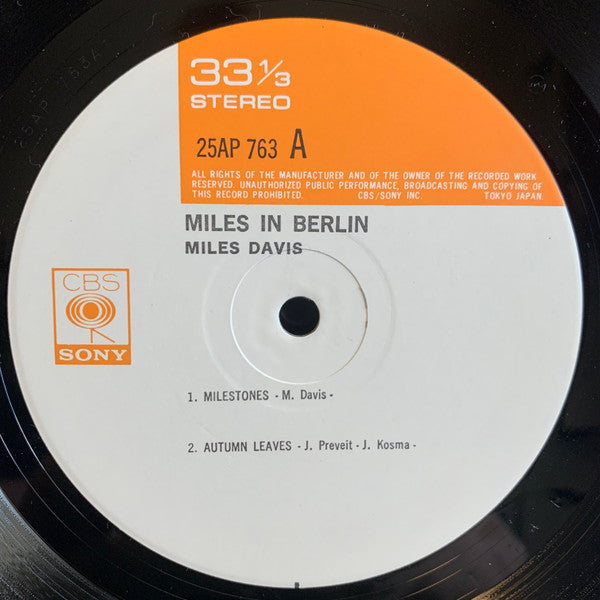 33 1/3
STEREO
25AP 763 A
ALL RIGHTS OF THE MANUFACTURER AND OF THE OWNER OF THE RECORDED WORK
RESERVED. UNAUTHORIZED PUBLIC PERFORMANCE, BROADCASTING AND COPYING OF
THIS RECORD PROHIBITED. CBS/SONY INC. TOKYO JAPAN.
MILES IN BERLIN
MILES DAVIS
CBS
SONY
1. MILESTONES - M. Davis -
2. AUTUMN LEAVES - J. Preveit - J. Kosma -